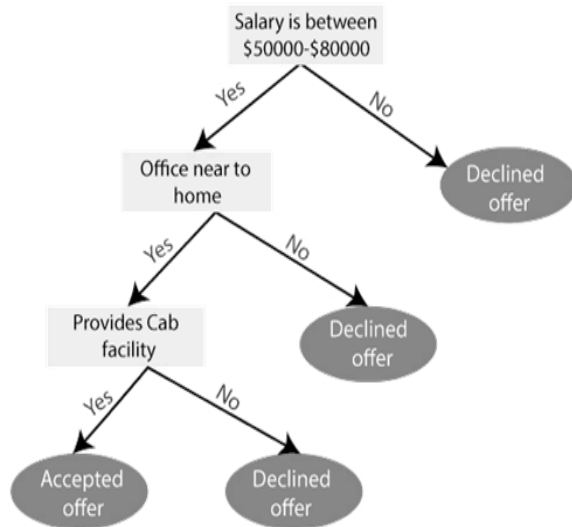 Salary is between
$50000-$80000
Yes
No
Office near to
home
Declined
offer
Yes
No
Provides Cab
facility
Declined
offer
Yes
No
Accepted
offer
Declined
offer